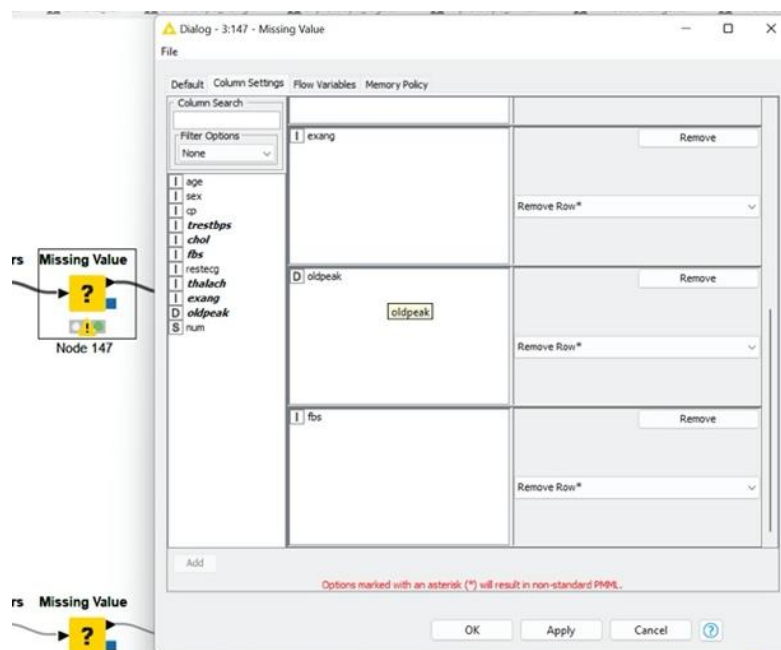 Dialog - 3:147 - Missing Value
File
Default Column Settings Flow Variables Memory Policy
Column Search
Filter Options
None
I age
I sex
I cp
I trestbps
I chol
I fbs
I restecg
I thalach
I exang
D oldpeak
S num
I exang
Remove
Remove Row*
D oldpeak
oldpeak
Remove
Remove Row*
I fbs
Remove
Remove Row*
Add
Options marked with an asterisk (*) will result in non-standard PMML.
OK Apply Cancel ?
rs Missing Value
?
!
Node 147
rs Missing Value
?